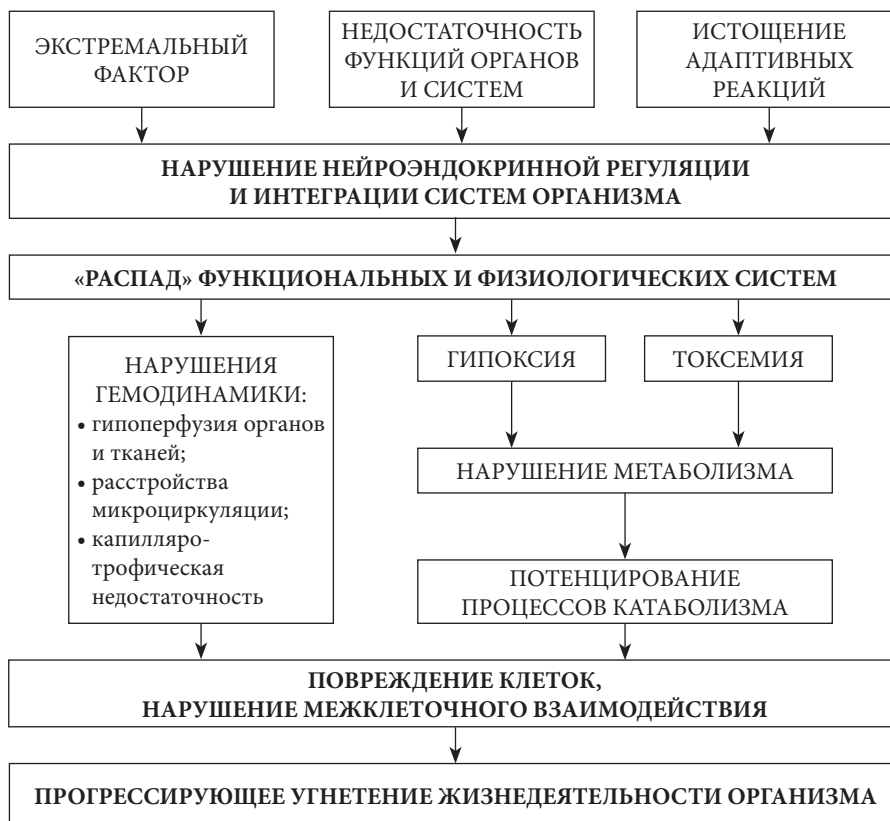 ЭКСТРЕМАЛЬНЫЙ
ФАКТОР
НЕДОСТАТОЧНОСТЬ
ФУНКЦИЙ ОРГАНОВ
И СИСТЕМ
ИСТОЩЕНИЕ
АДАПТИВНЫХ
РЕАКЦИЙ
НАРУШЕНИЕ НЕЙРОЭНДОКРИННОЙ РЕГУЛЯЦИИ
И ИНТЕГРАЦИИ СИСТЕМ ОРГАНИЗМА
«РАСПАД» ФУНКЦИОНАЛЬНЫХ И ФИЗИОЛОГИЧЕСКИХ СИСТЕМ
НАРУШЕНИЯ
ГЕМОДИНАМИКИ:
• гипоперфузия органов
и тканей;
• расстройства
микроциркуляции;
• капилляро-
трофическая
недостаточность
ГИПОКСИЯ
ТОКСЕМИЯ
НАРУШЕНИЕ МЕТАБОЛИЗМА
ПОТЕНЦИРОВАНИЕ
ПРОЦЕССОВ КАТАБОЛИЗМА
ПОВРЕЖДЕНИЕ КЛЕТОК,
НАРУШЕНИЕ МЕЖКЛЕТОЧНОГО ВЗАИМОДЕЙСТВИЯ
ПРОГРЕССИРУЮЩЕЕ УГНЕТЕНИЕ ЖИЗНЕДЕЯТЕЛЬНОСТИ ОРГАНИЗМА